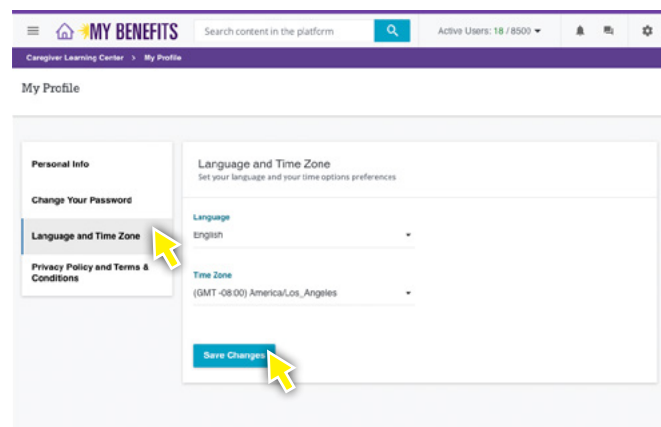 MY BENEFITS
Search content in the platform
Active Users: 18 / 8500
Caregiver Learning Center > My Profile
My Profile
Personal Info
Change Your Password
Language and Time Zone
Privacy Policy and Terms &
Conditions
Language and Time Zone
Set your language and your time options preferences
Language
English
Time Zone
(GMT -08:00) America/Los_Angeles
Save Changes